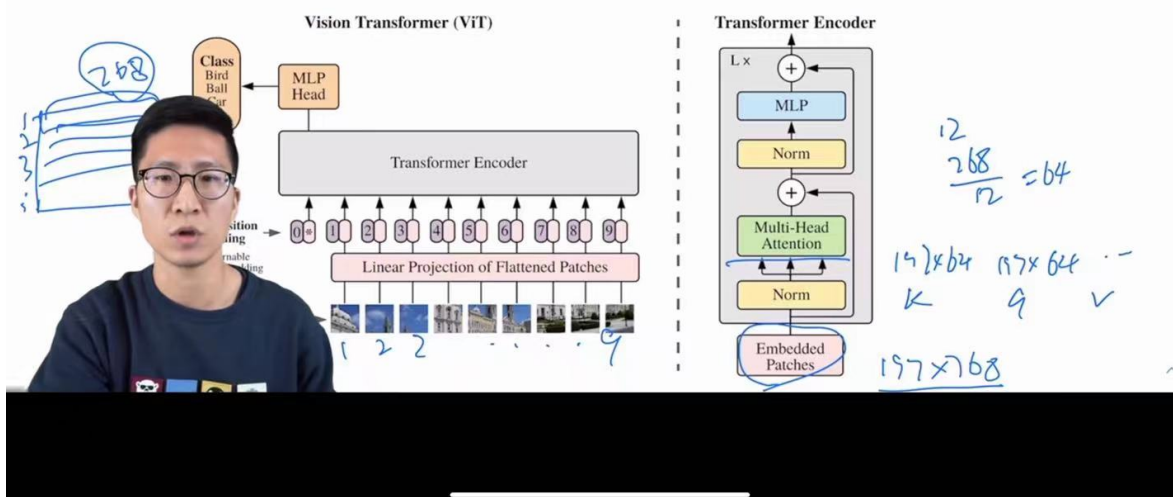 Vision Transformer (ViT)
Transformer Encoder
768
Class
Bird
Ball
Car
MLP
Head
Transformer Encoder
0 * 1 2 3 4 5 6 7 8 9
Linear Projection of Flattened Patches
1 2 3 9
1
2
3
L x
+
MLP
Norm
+
Multi-Head
Attention
Norm
Embedded
Patches
12
768
12
=64
197x64 197x64
K q v
197x768